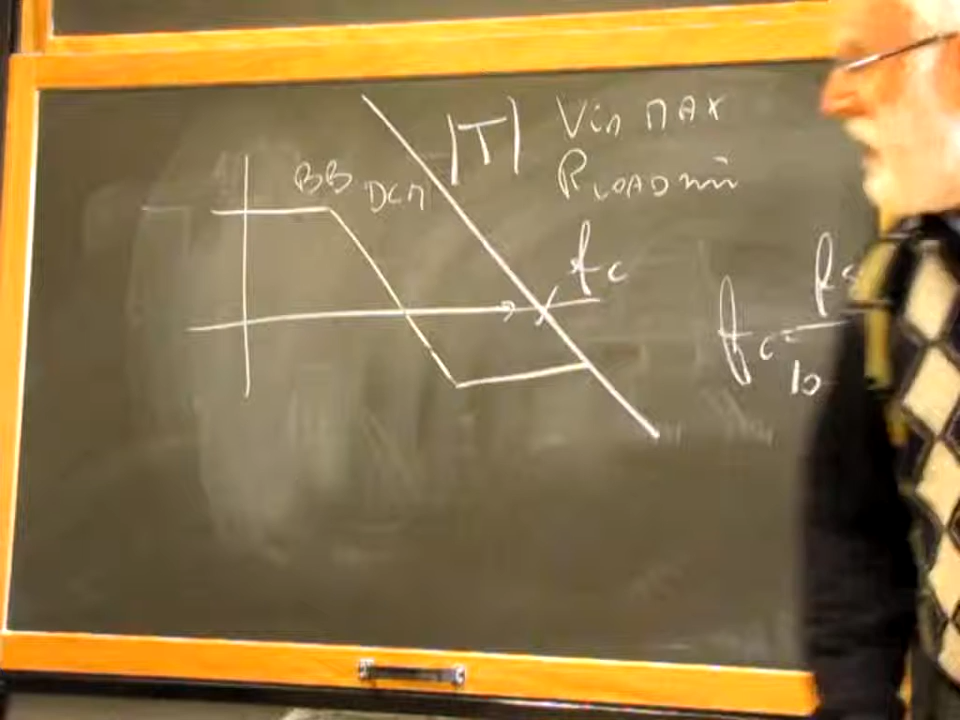 BB
DCM
|T|
Vin MAX
RLOAD min
fc
fc =
10